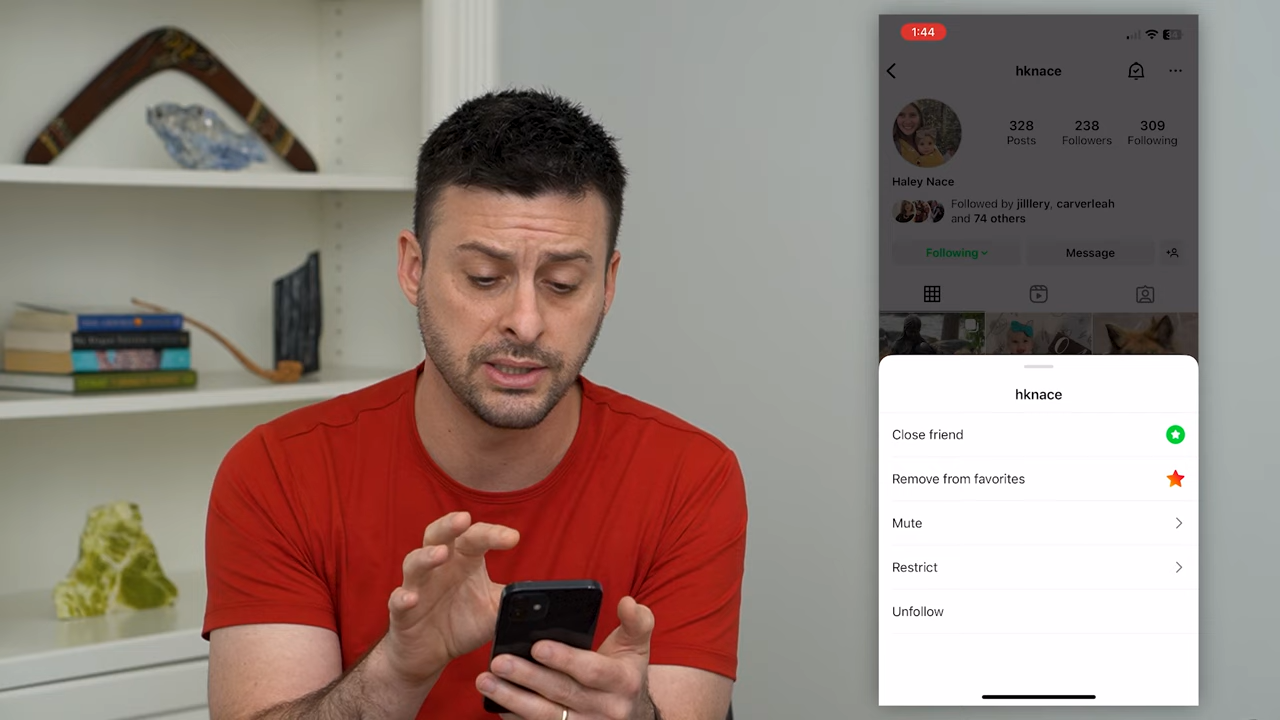 1:44
hknace
328
238
309
Posts
Followers
Following
Haley Nace
Followed by jilllery, carverleah
and 74 others
Following
Message
hknace
Close friend
Remove from favorites
Mute
Restrict
Unfollow